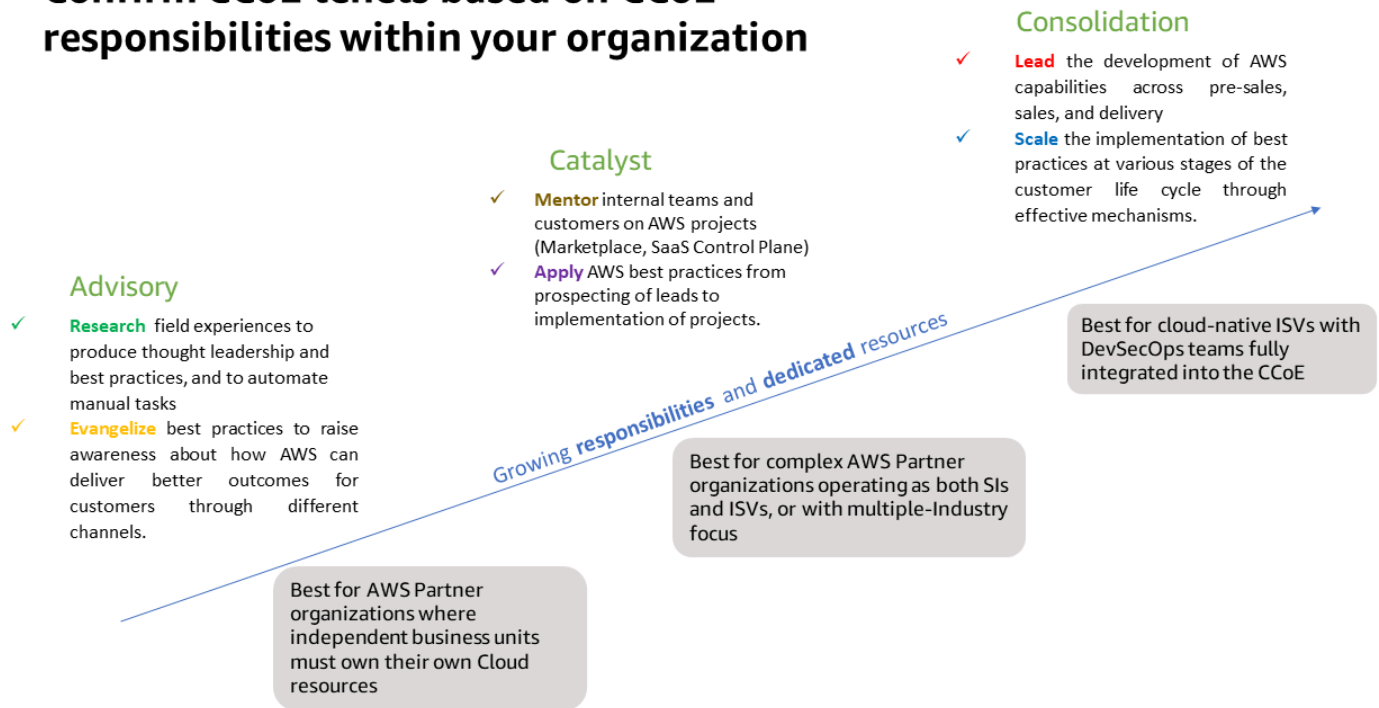 Confirm CCoE tenets based on CCoE
responsibilities within your organization
Consolidation
✓ Lead the development of AWS
capabilities across pre-sales,
sales, and delivery
✓ Scale the implementation of best
practices at various stages of the
customer life cycle through
effective mechanisms.
Catalyst
✓ Mentor internal teams and
customers on AWS projects
(Marketplace, SaaS Control Plane)
✓ Apply AWS best practices from
prospecting of leads to
implementation of projects.
Advisory
✓ Research field experiences to
produce thought leadership and
best practices, and to automate
manual tasks
✓ Evangelize best practices to raise
awareness about how AWS can
deliver better outcomes for
customers through different
channels.
Growing responsibilities and dedicated resources
Best for cloud-native ISVs with
DevSecOps teams fully
integrated into the CCoE
Best for complex AWS Partner
organizations operating as both SIs
and ISVs, or with multiple-Industry
focus
Best for AWS Partner
organizations where
independent business units
must own their own Cloud
resources